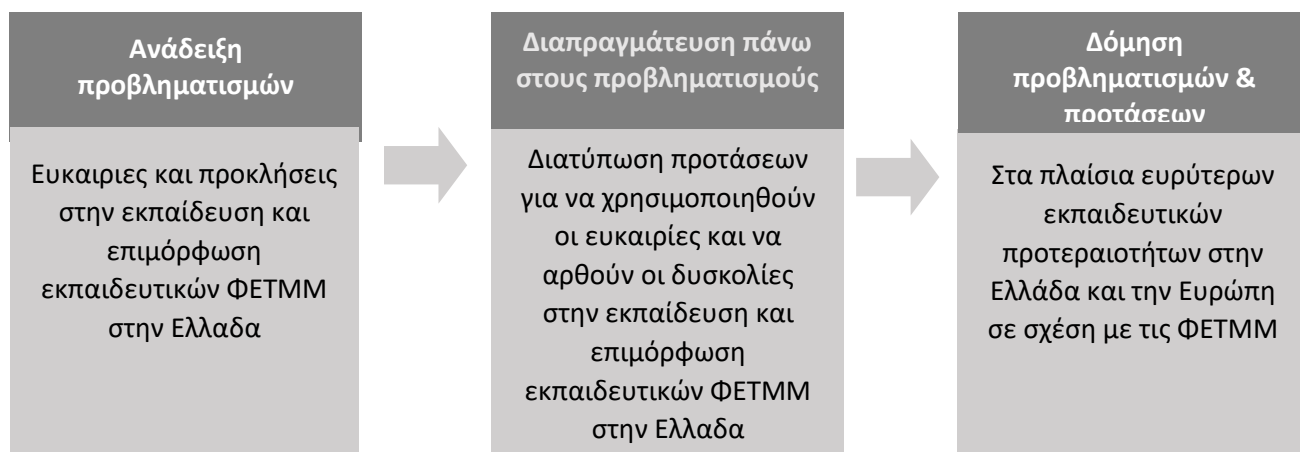 Ανάδειξη
προβληματισμών
Ευκαιριες και προκλήσεις
στην εκπαίδευση και
επιμόρφωση
εκπαιδευτικών ΦΕΤΜΜ
στην Ελλαδα
Διαπραγμάτευση πάνω
στους προβληματισμούς
Διατύπωση προτάσεων
για να χρησιμοποιηθούν
οι ευκαιρίες και να
αρθούν οι δυσκολίες
στην εκπαίδευση και
επιμόρφωση
εκπαιδευτικών ΦΕΤΜΜ
στην Ελλαδα
Δόμηση
προβληματισμών &
προτάσεων
Στα πλαίσια ευρύτερων
εκπαιδευτικών
προτεραιοτήτων στην
Ελλάδα και την Ευρώπη
σε σχέση με τις ΦΕΤΜΜ